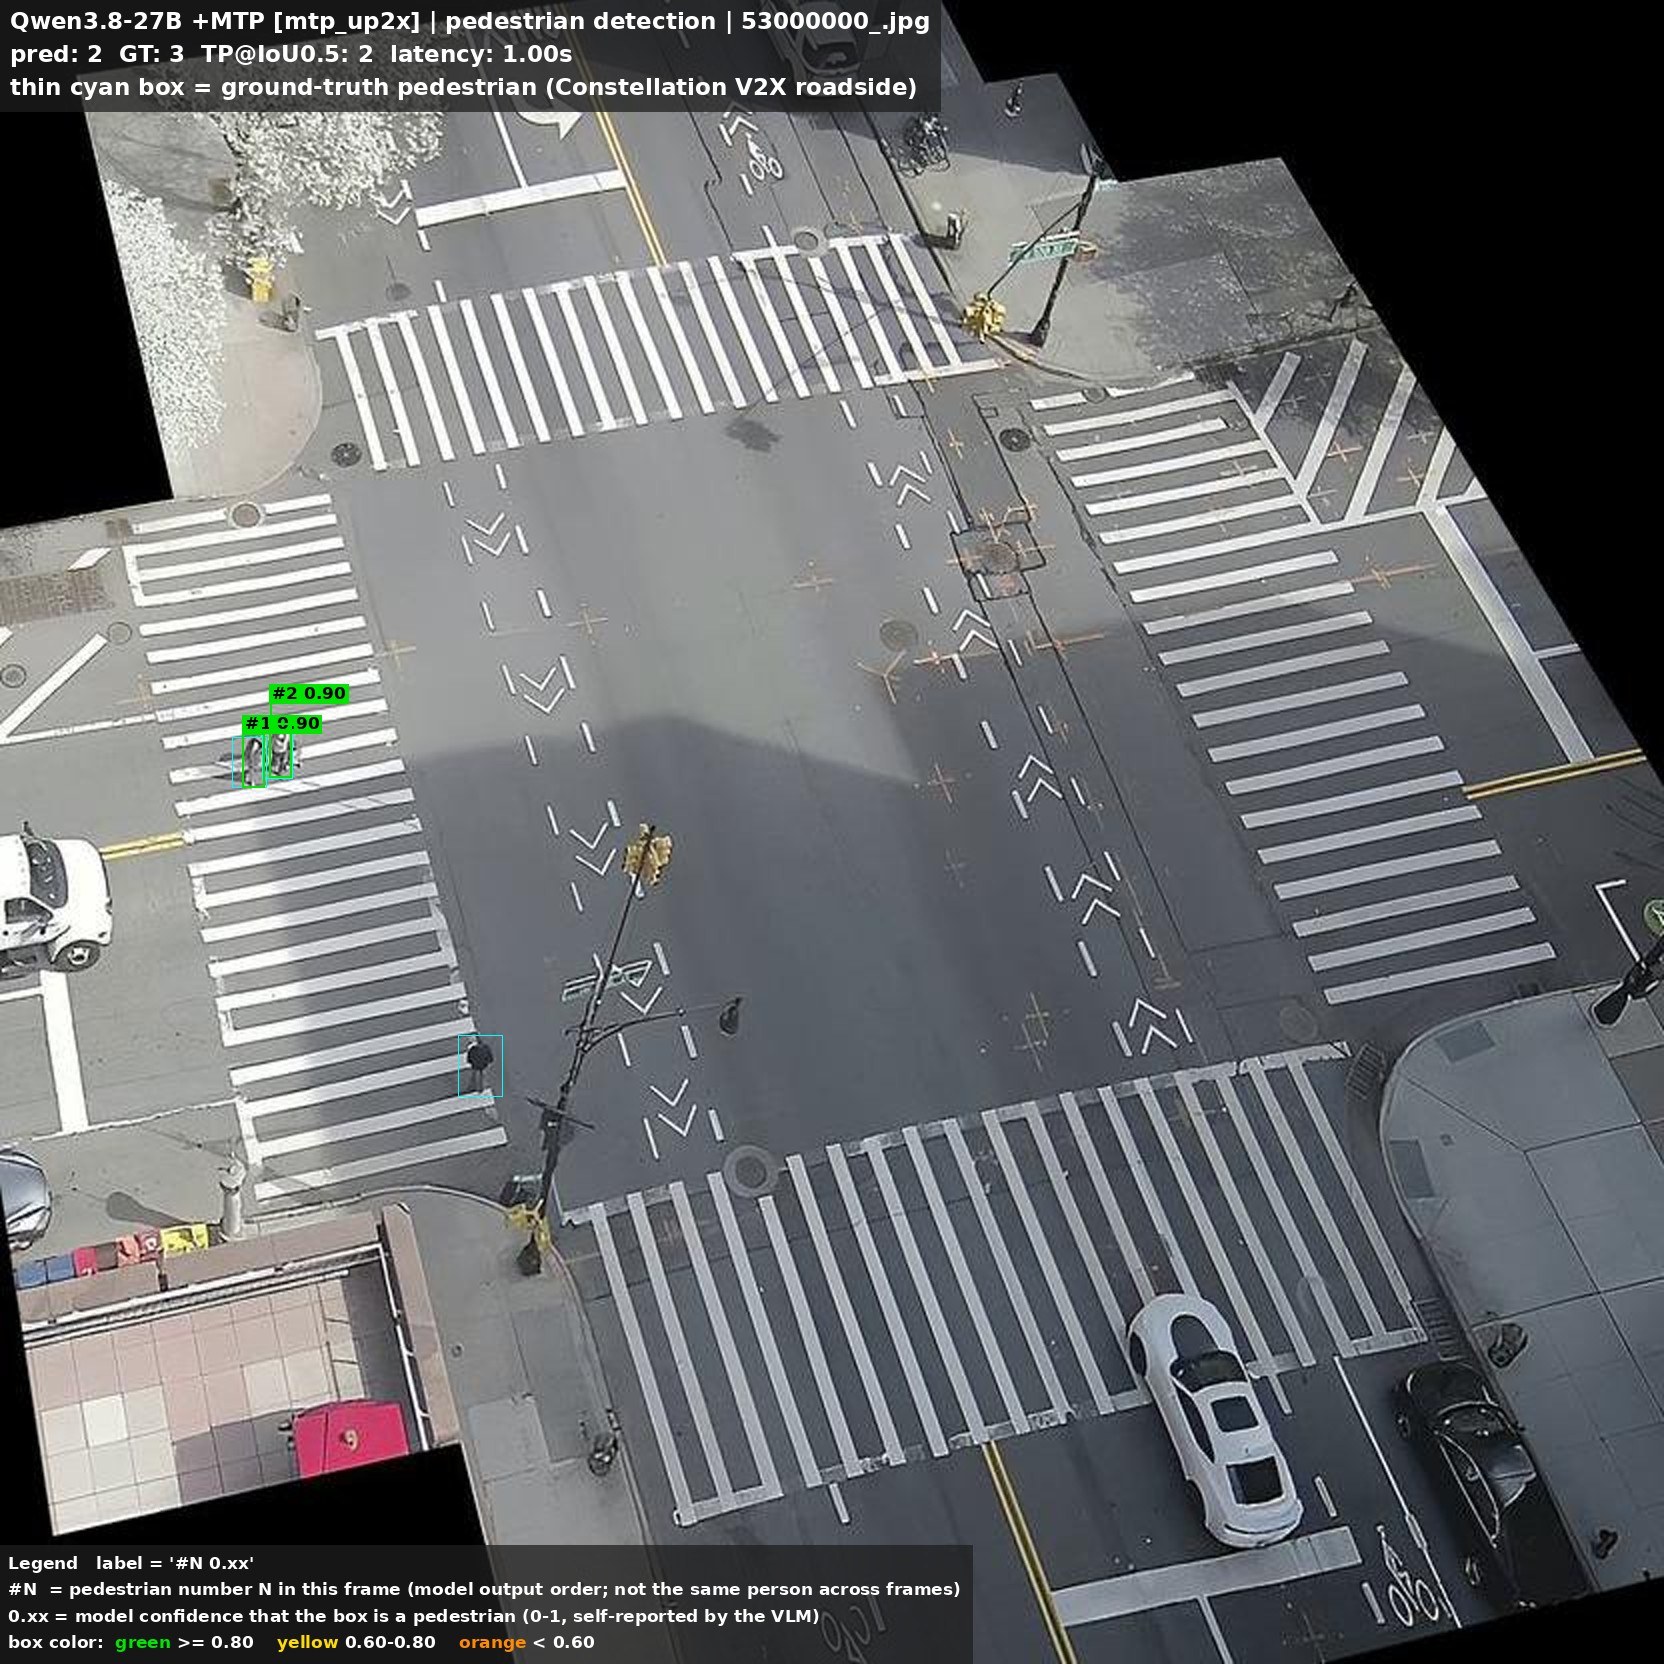 Qwen3.8-27B +MTP [mtp_up2x] | pedestrian detection | 53000000_.jpg
pred: 2  GT: 3  TP@IoU0.5: 2  latency: 1.00s
thin cyan box = ground-truth pedestrian (Constellation V2X roadside)
#2 0.90
#1 0.90
Legend   label = '#N 0.xx'
#N  = pedestrian number N in this frame (model output order; not the same person across frames)
0.xx = model confidence that the box is a pedestrian (0-1, self-reported by the VLM)
box color:  green >= 0.80    yellow 0.60-0.80    orange < 0.60